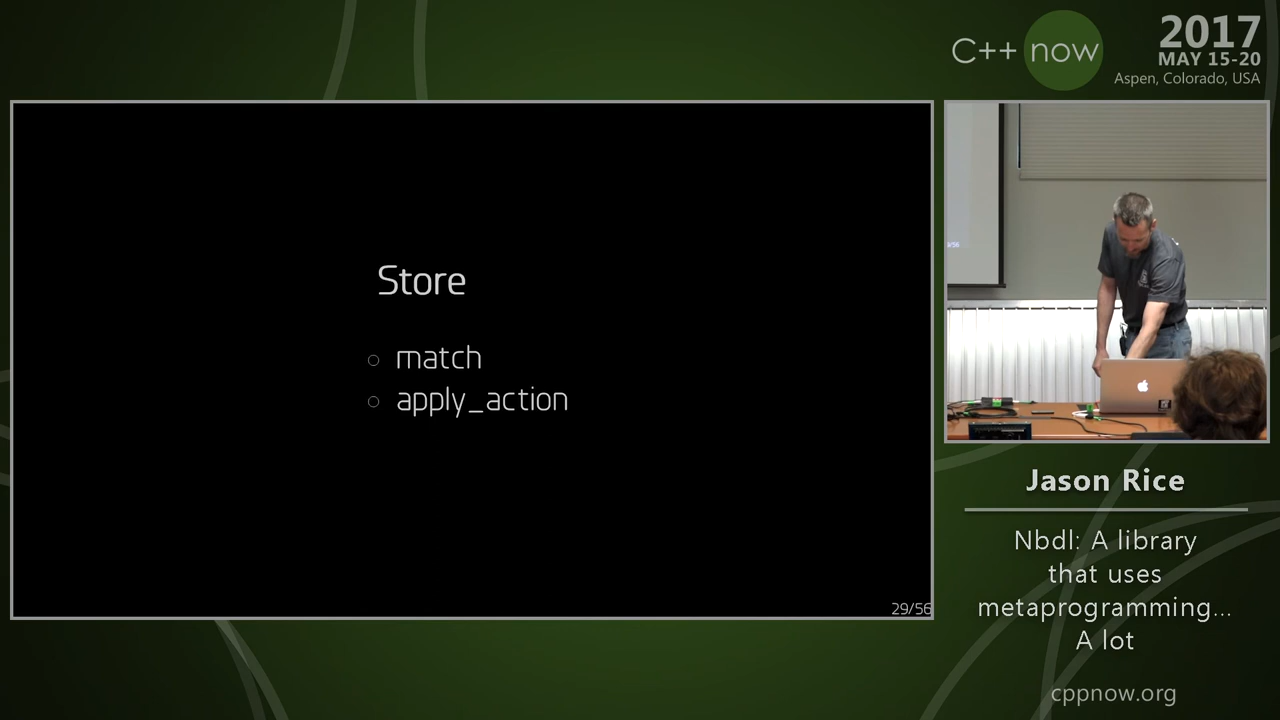 C++ now
2017
MAY 15-20
Aspen, Colorado, USA
Store
match
apply_action
29/56
Jason Rice
Nbdl: A library
that uses
metaprogramming...
A lot
cppnow.org